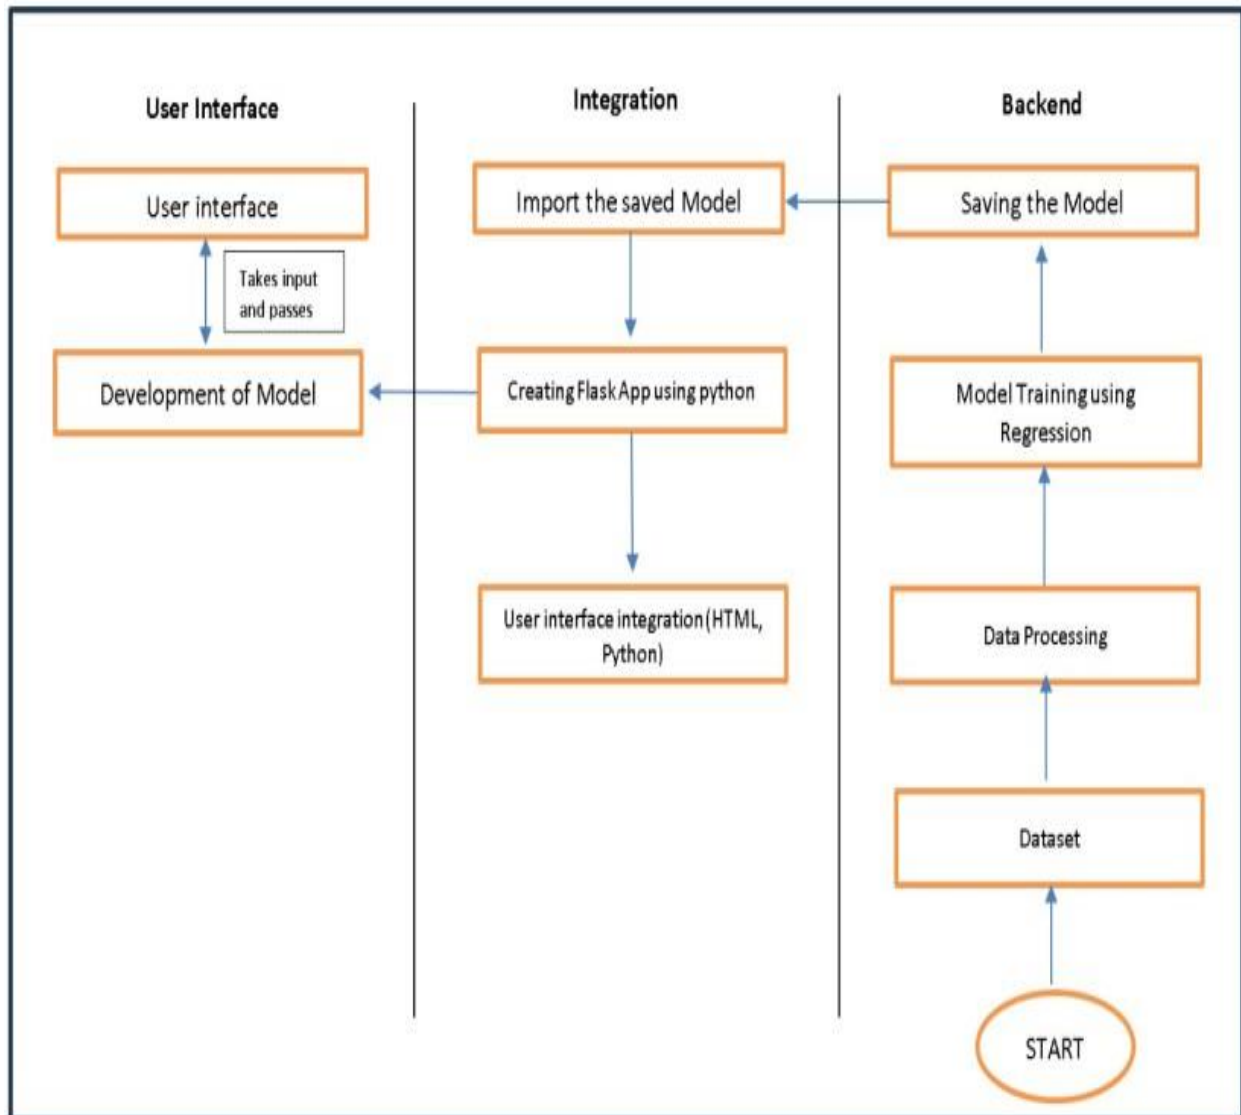 User Interface
User interface
Takes input
and passes
Development of Model
Integration
Import the saved Model
Creating Flask App using python
User interface integration (HTML,
Python)
Backend
Saving the Model
Model Training using
Regression
Data Processing
Dataset
START